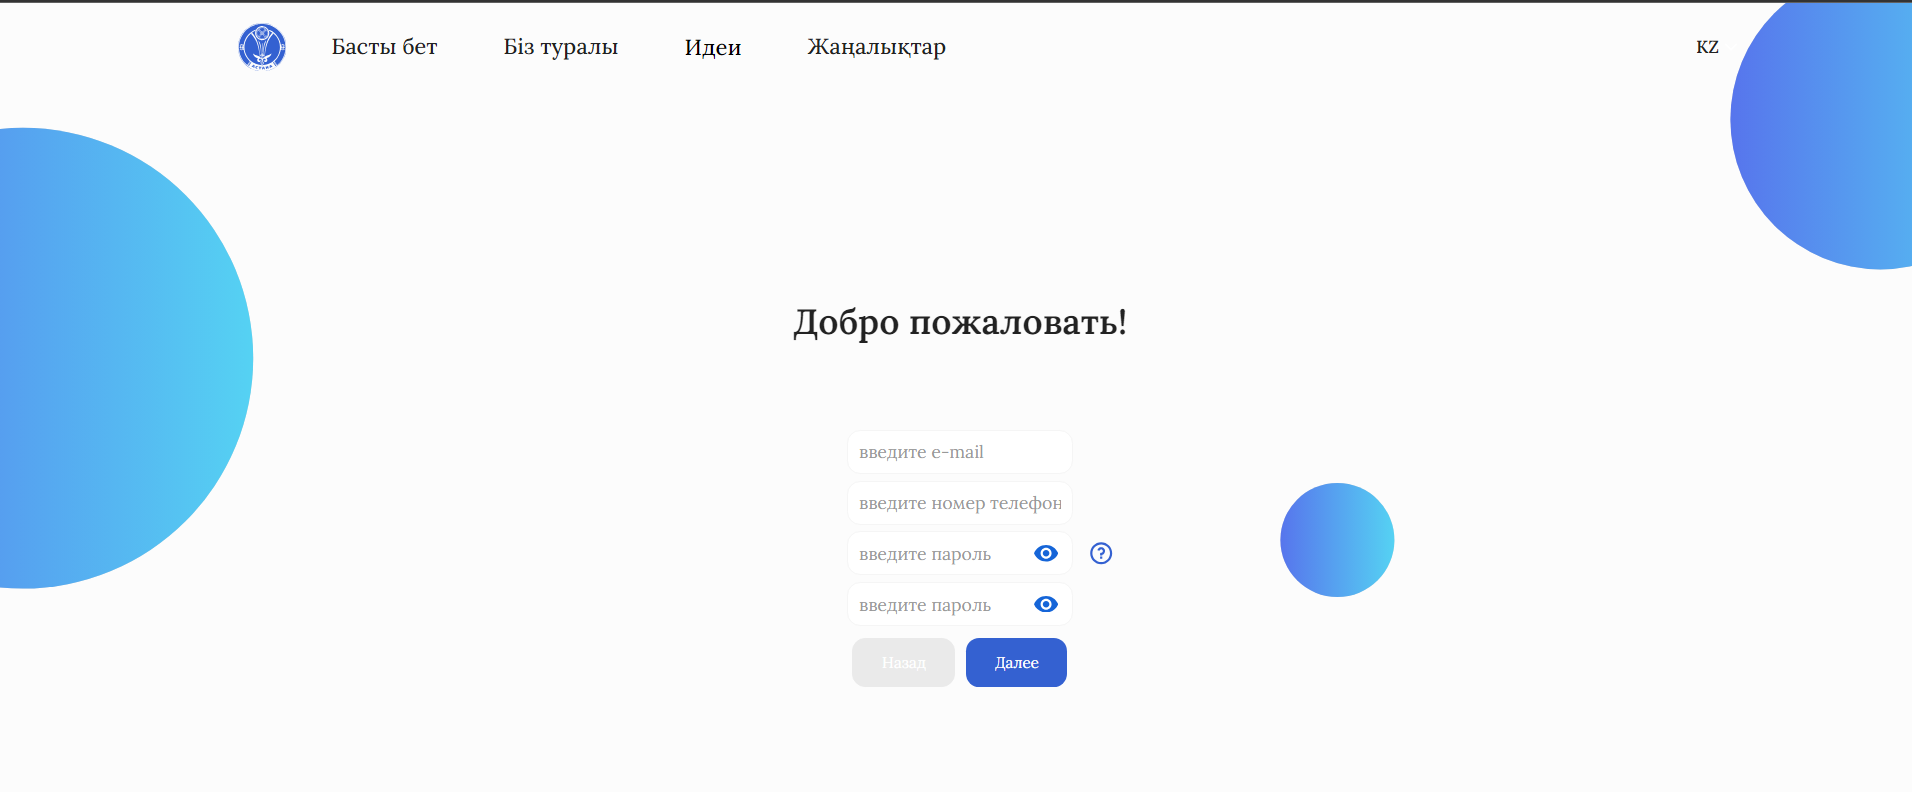 Басты бет
Біз туралы
Идеи
Жаңалықтар
KZ
АСТАНА
Добро пожаловать!
введите e-mail
введите номер телефон
введите пароль
введите пароль
Назад
Далее